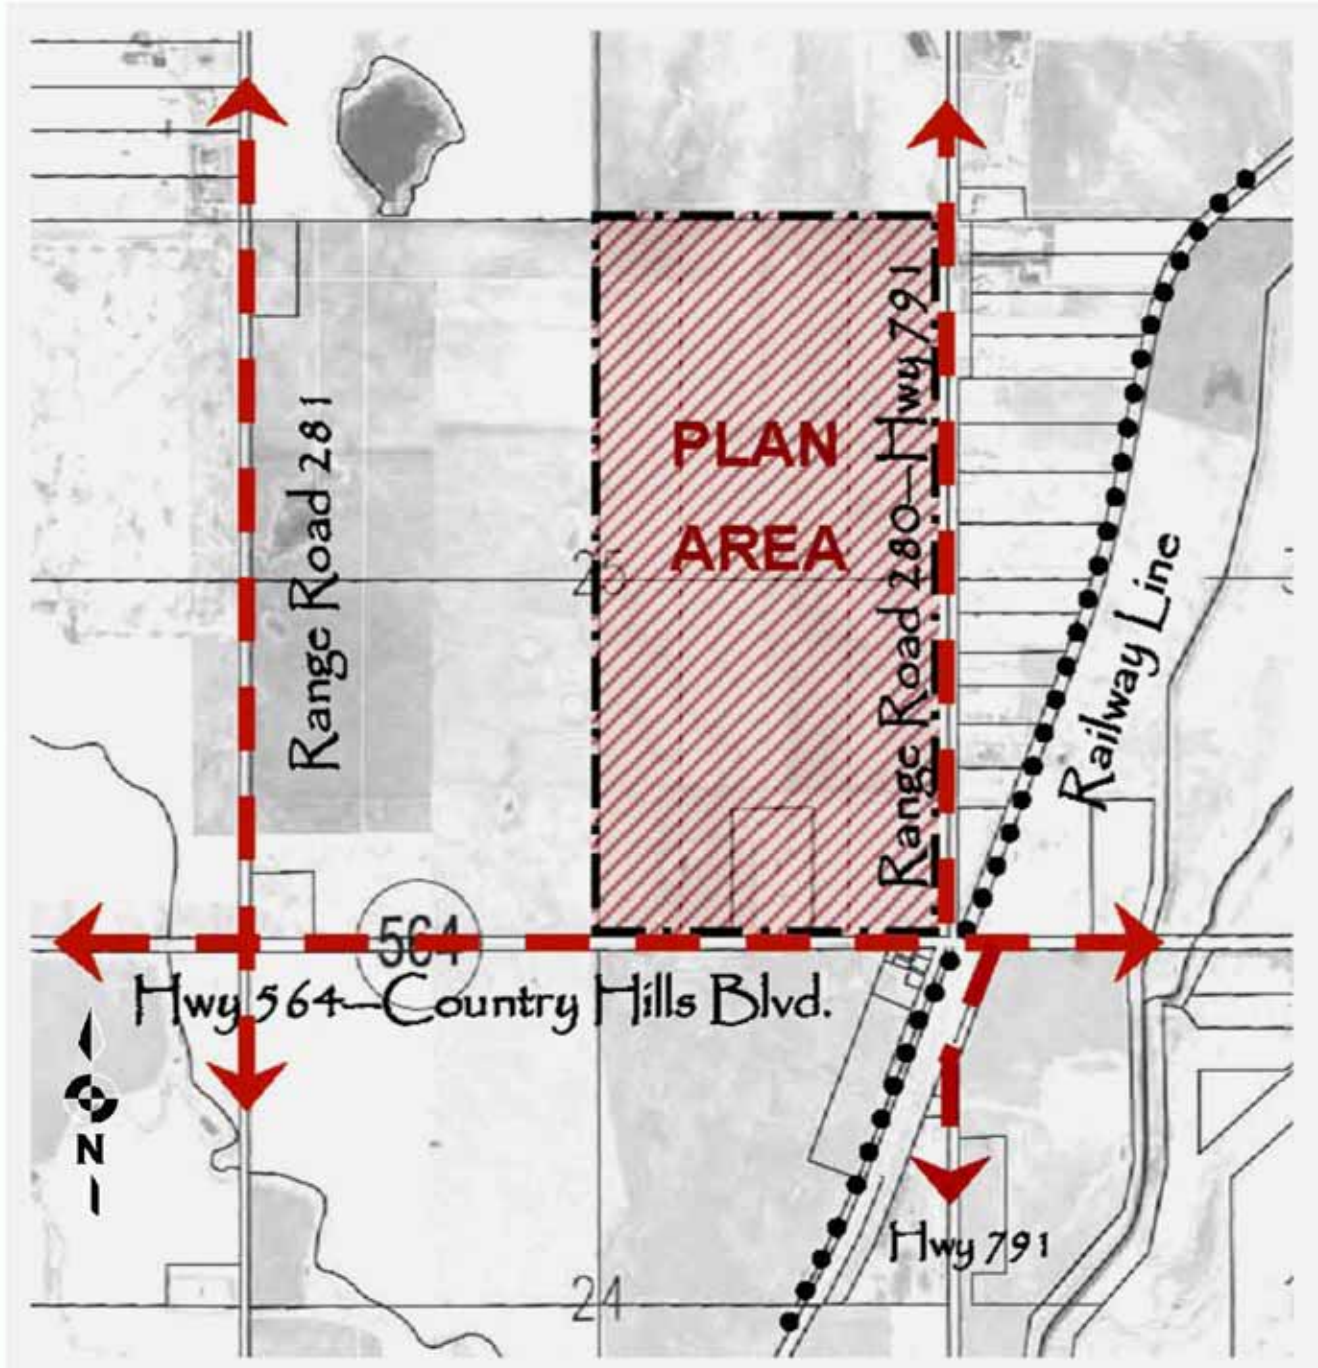 PLAN
AREA
Range Road 281
Range Road 280—Hwy 791
25
Railway Line
564
Hwy 564—Country Hills Blvd.
N
Hwy 791
24